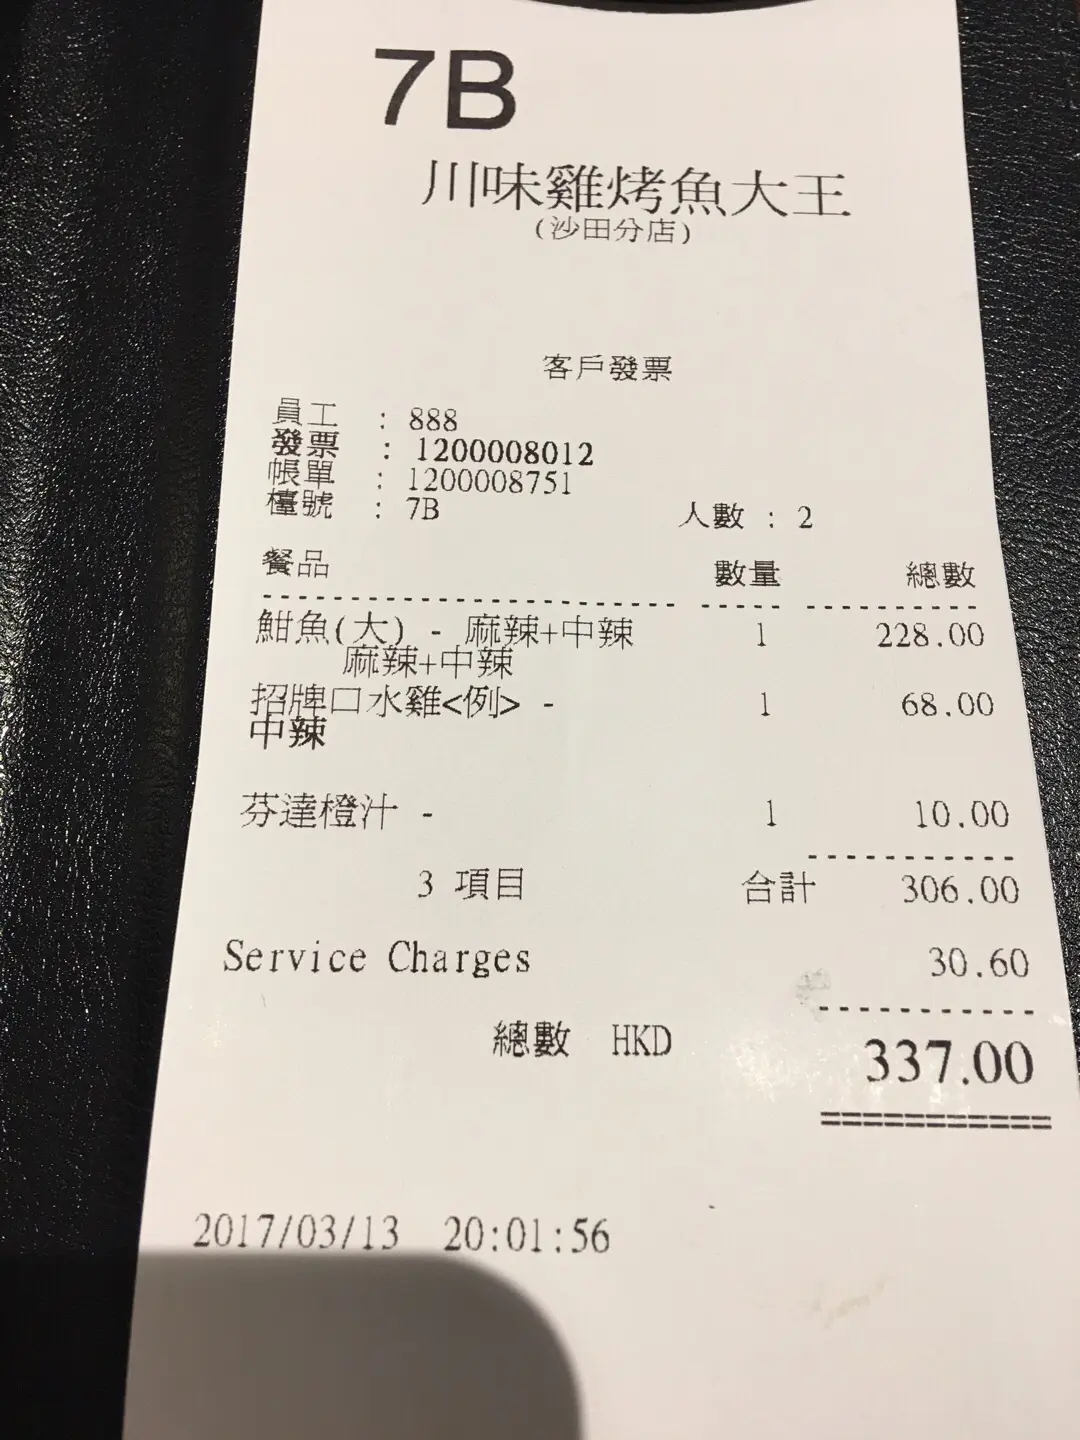 7B
川味雞烤魚大王
(沙田分店)
客戶發票
員工 : 888
發票 : 1200008012
帳單 : 1200008751
檯號 : 7B 人數 : 2
餐品 數量 總數
魽魚(大) - 麻辣+中辣 1 228.00
麻辣+中辣
招牌口水雞<例> - 1 68.00
中辣
芬達橙汁 - 1 10.00
3 項目 合計 306.00
Service Charges 30.60
總數 HKD 337.00
2017/03/13 20:01:56